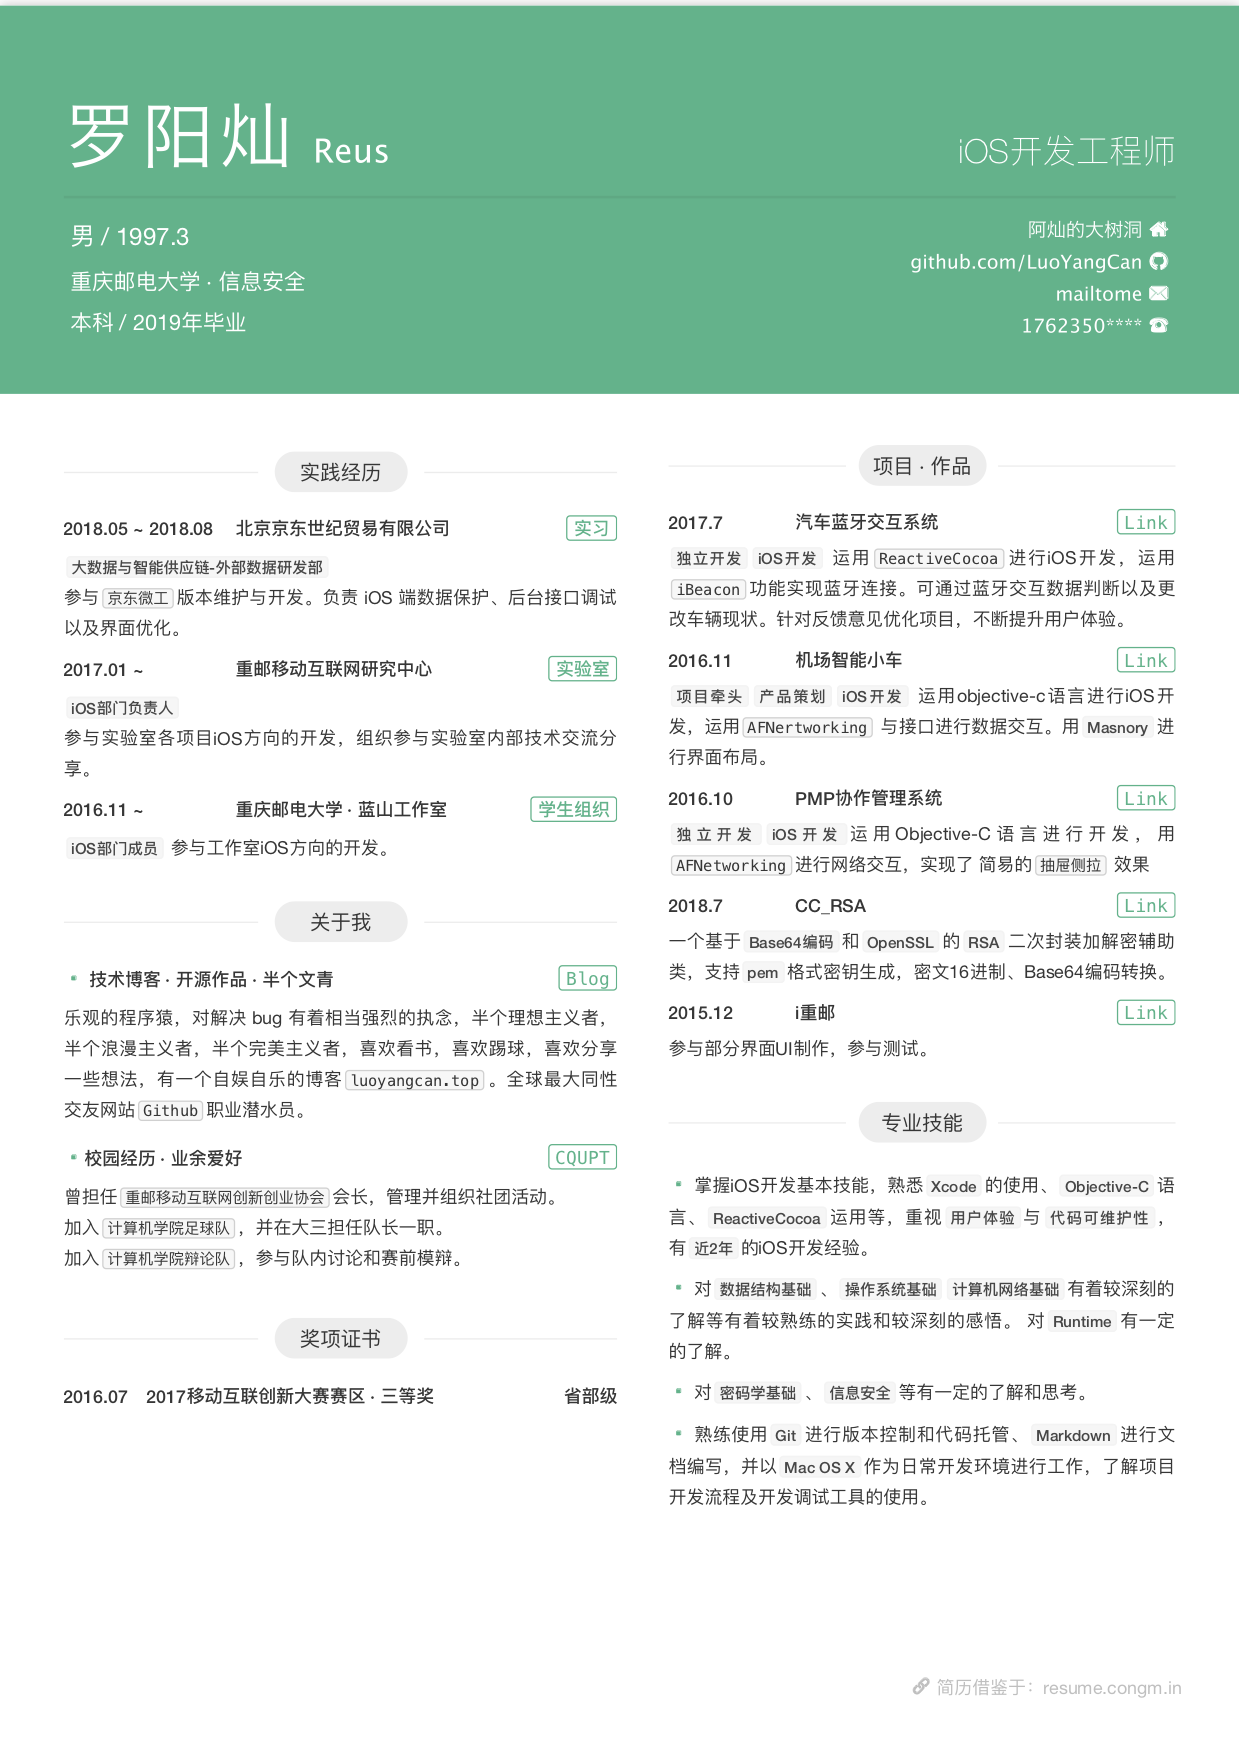 罗阳灿 Reus
iOS开发工程师
男 / 1997.3
重庆邮电大学 · 信息安全
本科 / 2019年毕业
阿灿的大树洞
github.com/LuoYangCan
mailtome
1762350****
实践经历
2018.05 ~ 2018.08 北京京东世纪贸易有限公司 实习
大数据与智能供应链-外部数据研发部
参与 京东微工 版本维护与开发。负责 iOS 端数据保护、后台接口调试
以及界面优化。
2017.01 ~ 重邮移动互联网研究中心 实验室
iOS部门负责人
参与实验室各项目iOS方向的开发，组织参与实验室内部技术交流分
享。
2016.11 ~ 重庆邮电大学 · 蓝山工作室 学生组织
iOS部门成员 参与工作室iOS方向的开发。
关于我
技术博客 · 开源作品 · 半个文青 Blog
乐观的程序猿，对解决 bug 有着相当强烈的执念，半个理想主义者，
半个浪漫主义者，半个完美主义者，喜欢看书，喜欢踢球，喜欢分享
一些想法，有一个自娱自乐的博客 luoyangcan.top 。全球最大同性
交友网站 Github 职业潜水员。
校园经历 · 业余爱好 CQUPT
曾担任 重邮移动互联网创新创业协会 会长，管理并组织社团活动。
加入 计算机学院足球队 ，并在大三担任队长一职。
加入 计算机学院辩论队 ，参与队内讨论和赛前模辩。
奖项证书
2016.07 2017移动互联创新大赛赛区 · 三等奖 省部级
项目 · 作品
2017.7 汽车蓝牙交互系统 Link
独立开发 iOS开发 运用 ReactiveCocoa 进行iOS开发，运用
iBeacon 功能实现蓝牙连接。可通过蓝牙交互数据判断以及更
改车辆现状。针对反馈意见优化项目，不断提升用户体验。
2016.11 机场智能小车 Link
项目牵头 产品策划 iOS开发 运用objective-c语言进行iOS开
发，运用 AFNertworking 与接口进行数据交互。用 Masnory 进
行界面布局。
2016.10 PMP协作管理系统 Link
独立开发 iOS开发 运用Objective-C语言进行开发，用
AFNetworking 进行网络交互，实现了 简易的 抽屉侧拉 效果
2018.7 CC_RSA Link
一个基于 Base64编码 和 OpenSSL 的 RSA 二次封装加解密辅助
类，支持 pem 格式密钥生成，密文16进制、Base64编码转换。
2015.12 i重邮 Link
参与部分界面UI制作，参与测试。
专业技能
掌握iOS开发基本技能，熟悉 Xcode 的使用、 Objective-C 语
言、 ReactiveCocoa 运用等，重视 用户体验 与 代码可维护性 ，
有 近2年 的iOS开发经验。
对 数据结构基础 、 操作系统基础 计算机网络基础 有着较深刻的
了解等有着较熟练的实践和较深刻的感悟。 对 Runtime 有一定
的了解。
对 密码学基础 、 信息安全 等有一定的了解和思考。
熟练使用 Git 进行版本控制和代码托管、 Markdown 进行文
档编写，并以 Mac OS X 作为日常开发环境进行工作，了解项目
开发流程及开发调试工具的使用。
简历借鉴于：resume.congm.in